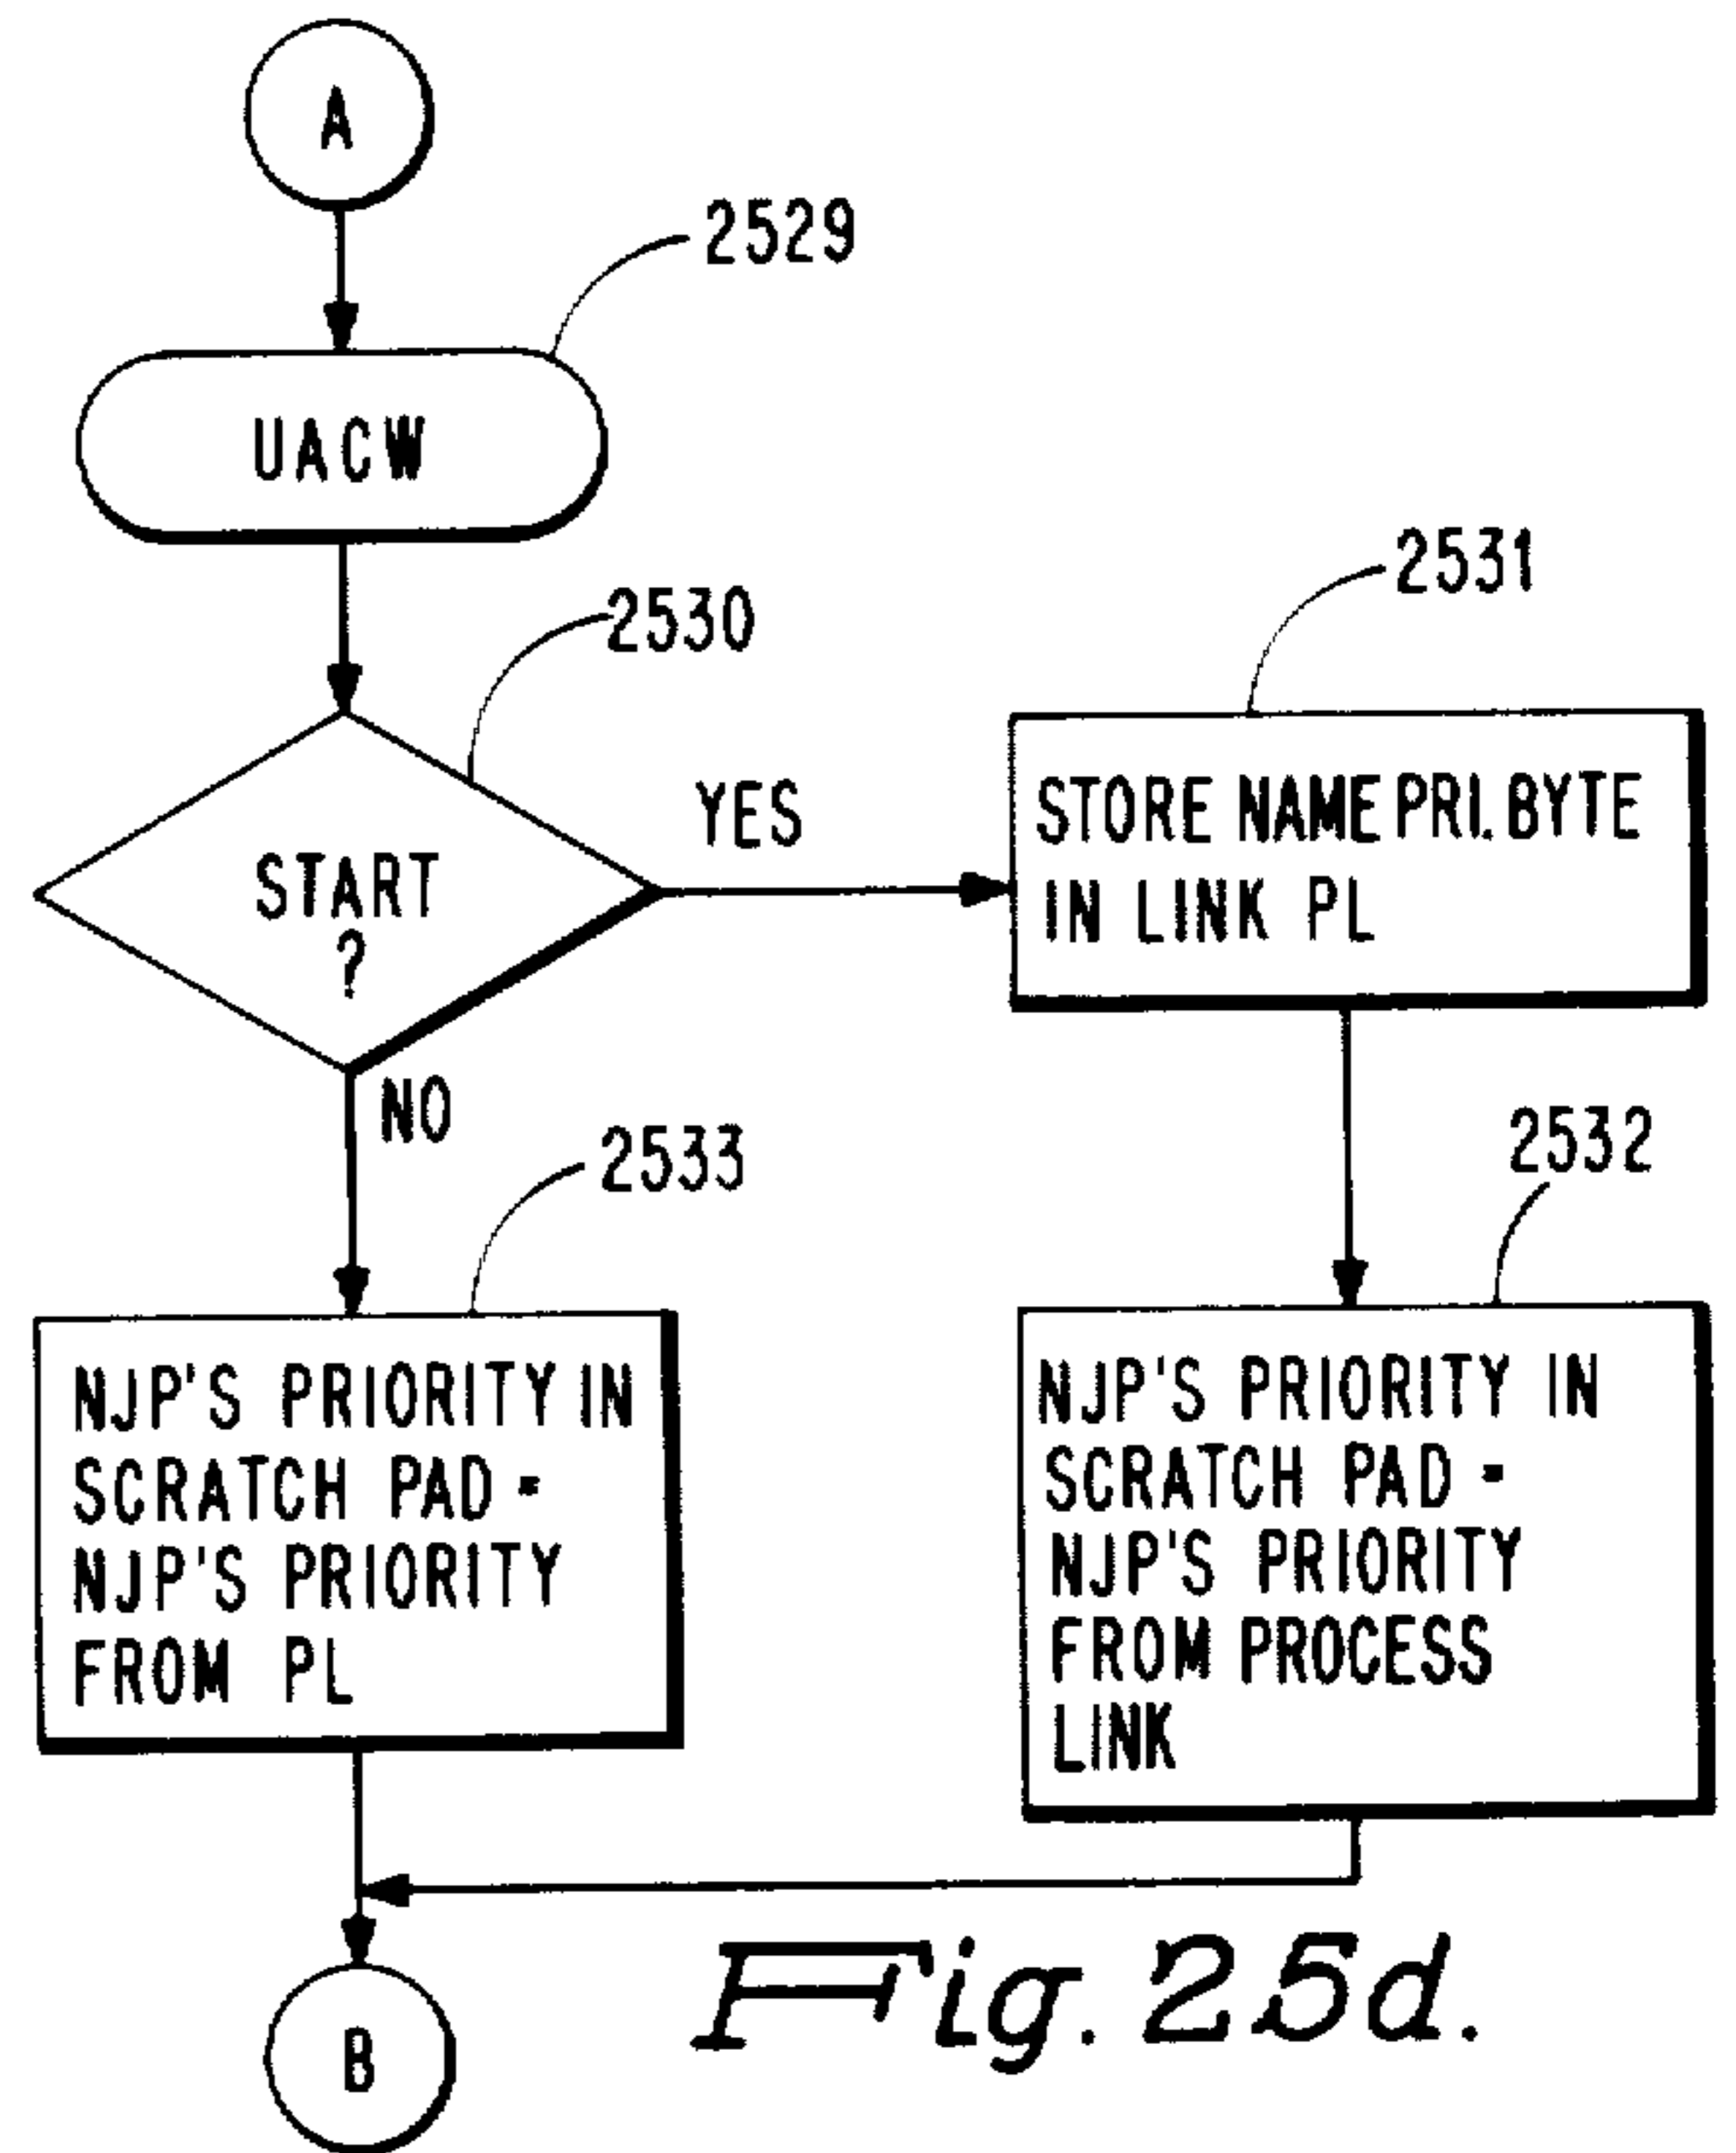 A
2529
UACW
2530
START
?
YES
2531
STORE NAME PRI. BYTE
IN LINK PL
NO
2533
NJP'S PRIORITY IN
SCRATCH PAD =
NJP'S PRIORITY
FROM PL
2532
NJP'S PRIORITY IN
SCRATCH PAD =
NJP'S PRIORITY
FROM PROCESS
LINK
B
Fig. 25d.